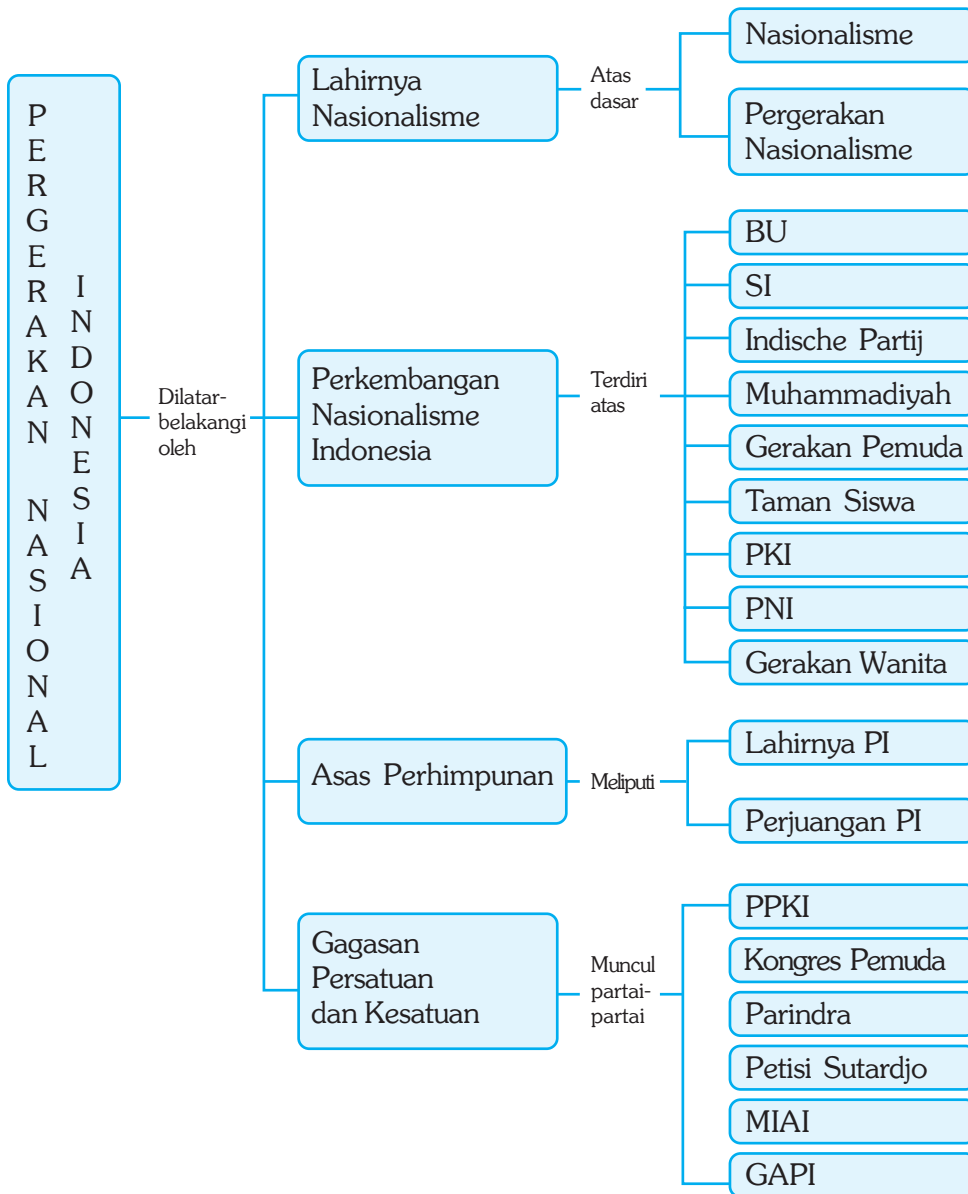 PERGERAKAN NASIONAL
INDONESIA
Dilatar-
belakangi
oleh
Lahirnya
Nasionalisme
Atas
dasar
Nasionalisme
Pergerakan
Nasionalisme
Perkembangan
Nasionalisme
Indonesia
Terdiri
atas
BU
SI
Indische Partij
Muhammadiyah
Gerakan Pemuda
Taman Siswa
PKI
PNI
Gerakan Wanita
Asas Perhimpunan
Meliputi
Lahirnya PI
Perjuangan PI
Gagasan
Persatuan
dan Kesatuan
Muncul
partai-
partai
PPKI
Kongres Pemuda
Parindra
Petisi Sutardjo
MIAI
GAPI